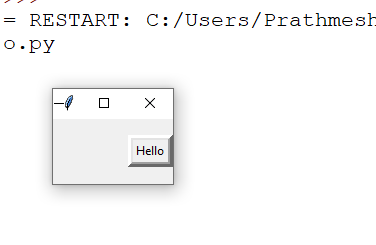 = RESTART: C:/Users/Prathmesh
o.py
Hello